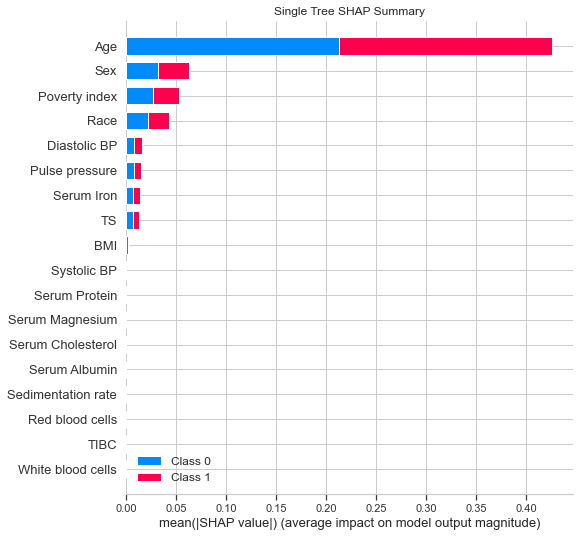 Single Tree SHAP Summary
Age
Sex
Poverty index
Race
Diastolic BP
Pulse pressure
Serum Iron
TS
BMI
Systolic BP
Serum Protein
Serum Magnesium
Serum Cholesterol
Serum Albumin
Sedimentation rate
Red blood cells
TIBC
White blood cells
Class 0
Class 1
0.00 0.05 0.10 0.15 0.20 0.25 0.30 0.35 0.40
mean(|SHAP value|) (average impact on model output magnitude)